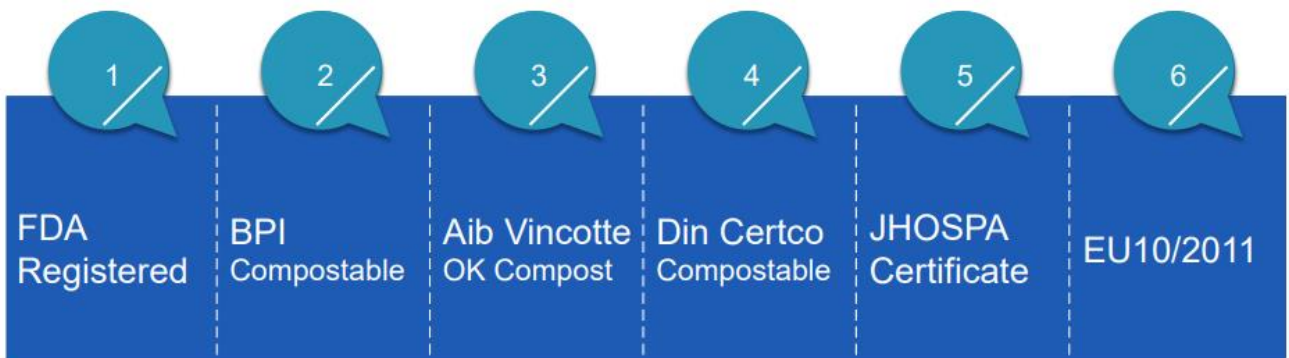 1
2
3
4
5
6
FDA
Registered
BPI
Compostable
Aib Vincotte
OK Compost
Din Certco
Compostable
JHOSPA
Certificate
EU10/2011